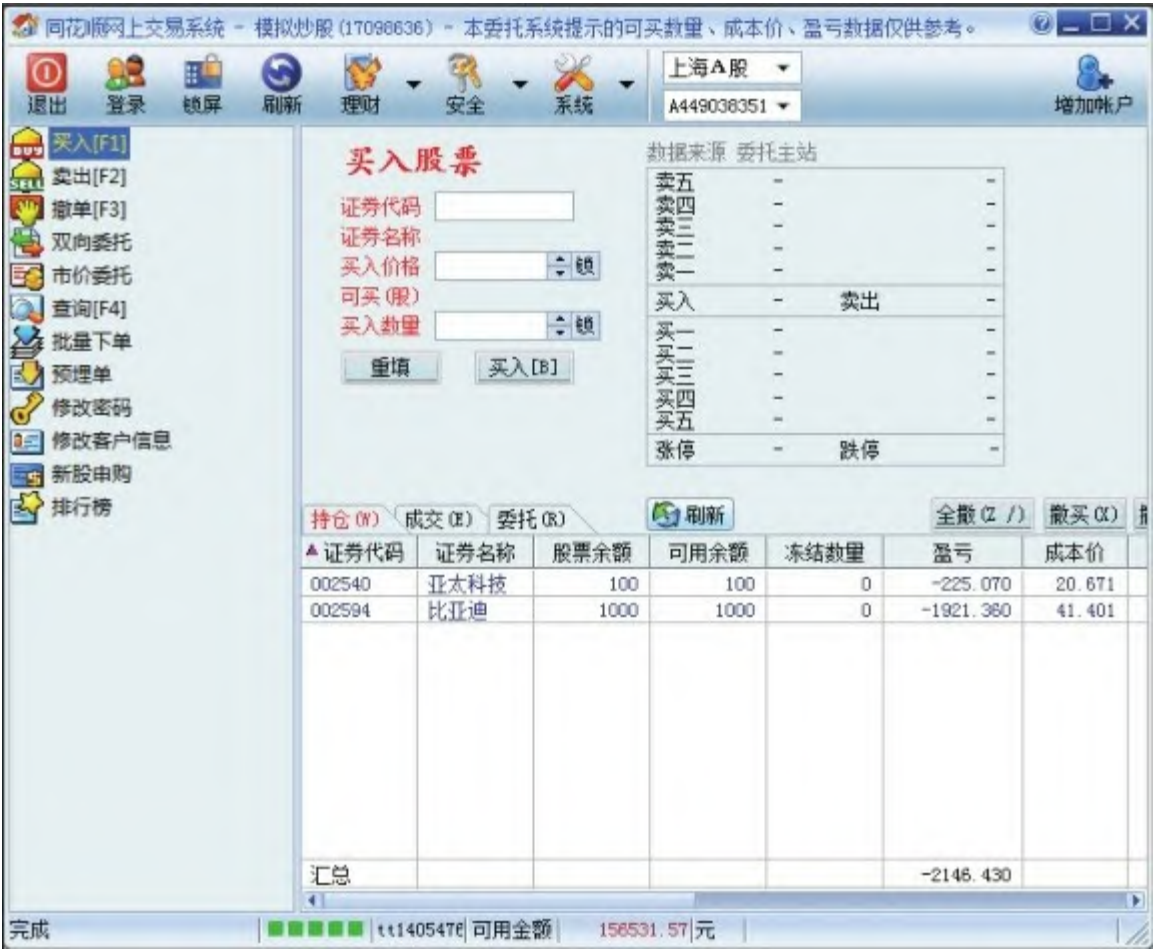 同花顺网上交易系统 - 模拟炒股(17098636) - 本委托系统提示的可买数量、成本价、盈亏数据仅供参考。
退出 登录 锁屏 刷新 理财 安全 系统 上海A股 A449038351 增加帐户
买入[F1]
卖出[F2]
撤单[F3]
双向委托
市价委托
查询[F4]
批量下单
预埋单
修改密码
修改客户信息
新股申购
排行榜
买入股票
证券代码
证券名称
买入价格 锁
可买(股)
买入数量 锁
重填 买入[B]
数据来源 委托主站
卖五 - -
卖四 - -
卖三 - -
卖二 - -
卖一 - -
买入 - 卖出 -
买一 - -
买二 - -
买三 - -
买四 - -
买五 - -
涨停 - 跌停 -
持仓(W) 成交(E) 委托(R) 刷新 全撤(Z /) 撤买(X)
证券代码 证券名称 股票余额 可用余额 冻结数量 盈亏 成本价
002540 亚太科技 100 100 0 -225.070 20.671
002594 比亚迪 1000 1000 0 -1921.360 41.401
汇总 -2146.430
完成 tt1405476 可用金额 156531.57 元